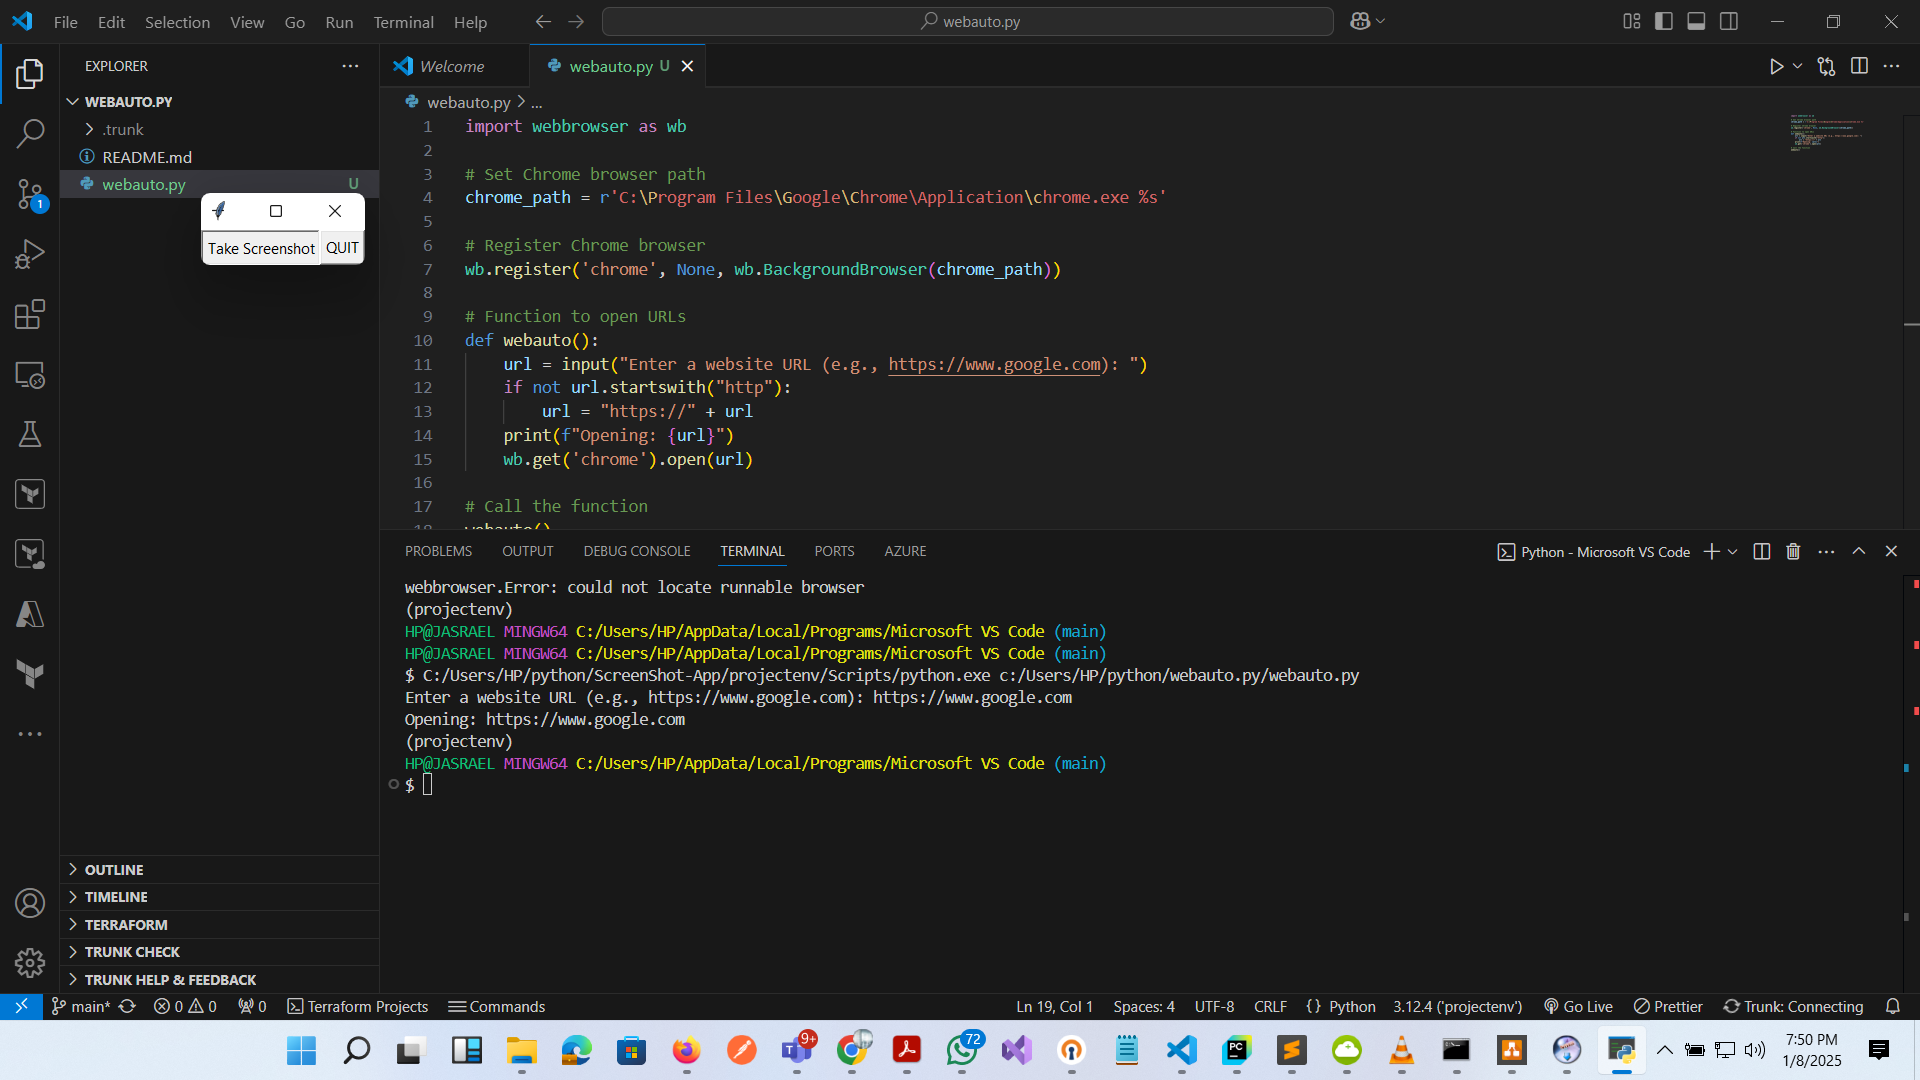 File Edit Selection View Go Run Terminal Help
webauto.py
EXPLORER
WEBAUTO.PY
.trunk
README.md
webauto.py U
1
Take Screenshot QUIT
OUTLINE
TIMELINE
TERRAFORM
TRUNK CHECK
TRUNK HELP & FEEDBACK
Welcome
webauto.py U
webauto.py > ...
1 import webbrowser as wb
2
3 # Set Chrome browser path
4 chrome_path = r'C:\Program Files\Google\Chrome\Application\chrome.exe %s'
5
6 # Register Chrome browser
7 wb.register('chrome', None, wb.BackgroundBrowser(chrome_path))
8
9 # Function to open URLs
10 def webauto():
11 url = input("Enter a website URL (e.g., https://www.google.com): ")
12 if not url.startswith("http"):
13 url = "https://" + url
14 print(f"Opening: {url}")
15 wb.get('chrome').open(url)
16
17 # Call the function
18 webauto()
PROBLEMS OUTPUT DEBUG CONSOLE TERMINAL PORTS AZURE
Python - Microsoft VS Code
webbrowser.Error: could not locate runnable browser
(projectenv)
HP@JASRAEL MINGW64 C:/Users/HP/AppData/Local/Programs/Microsoft VS Code (main)
HP@JASRAEL MINGW64 C:/Users/HP/AppData/Local/Programs/Microsoft VS Code (main)
$ C:/Users/HP/python/ScreenShot-App/projectenv/Scripts/python.exe c:/Users/HP/python/webauto.py/webauto.py
Enter a website URL (e.g., https://www.google.com): https://www.google.com
Opening: https://www.google.com
(projectenv)
HP@JASRAEL MINGW64 C:/Users/HP/AppData/Local/Programs/Microsoft VS Code (main)
$
main* 0 0 0 Terraform Projects Commands
Ln 19, Col 1 Spaces: 4 UTF-8 CRLF {} Python 3.12.4 ('projectenv') Go Live Prettier Trunk: Connecting
9+
72
PC
7:50 PM
1/8/2025